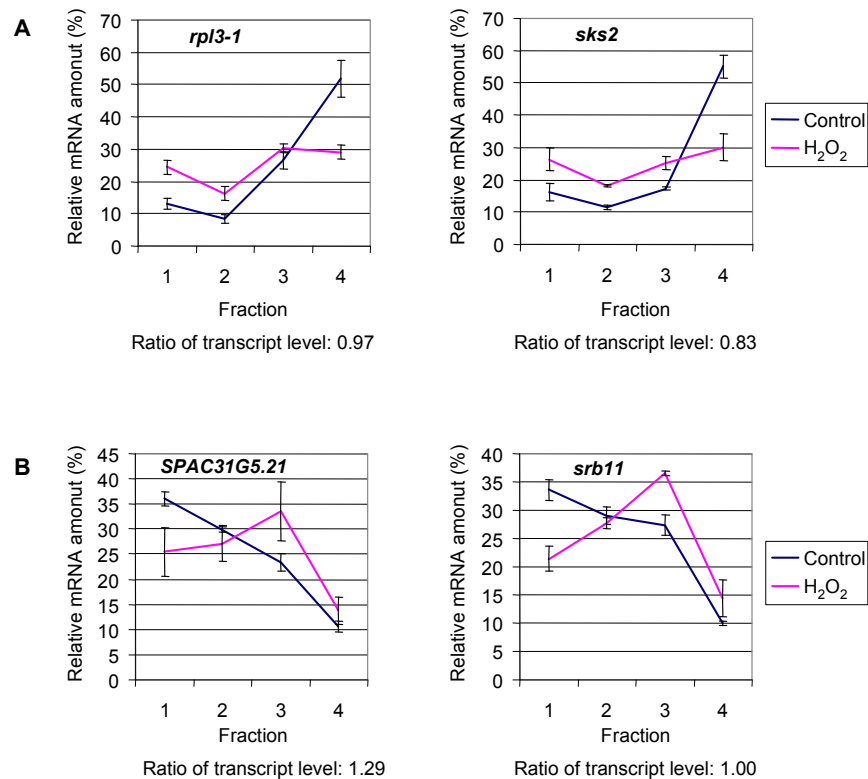 A
rpl3-1
sks2
Relative mRNA amonut (%)
70
60
50
40
30
20
10
0
1 2 3 4
Fraction
Ratio of transcript level: 0.97
Relative mRNA amonut (%)
70
60
50
40
30
20
10
0
1 2 3 4
Fraction
Ratio of transcript level: 0.83
Control
H₂O₂
B
SPAC31G5.21
srb11
Relative mRNA amonut (%)
45
40
35
30
25
20
15
10
5
0
1 2 3 4
Fraction
Ratio of transcript level: 1.29
Relative mRNA amonut (%)
40
35
30
25
20
15
10
5
0
1 2 3 4
Fraction
Ratio of transcript level: 1.00
Control
H₂O₂